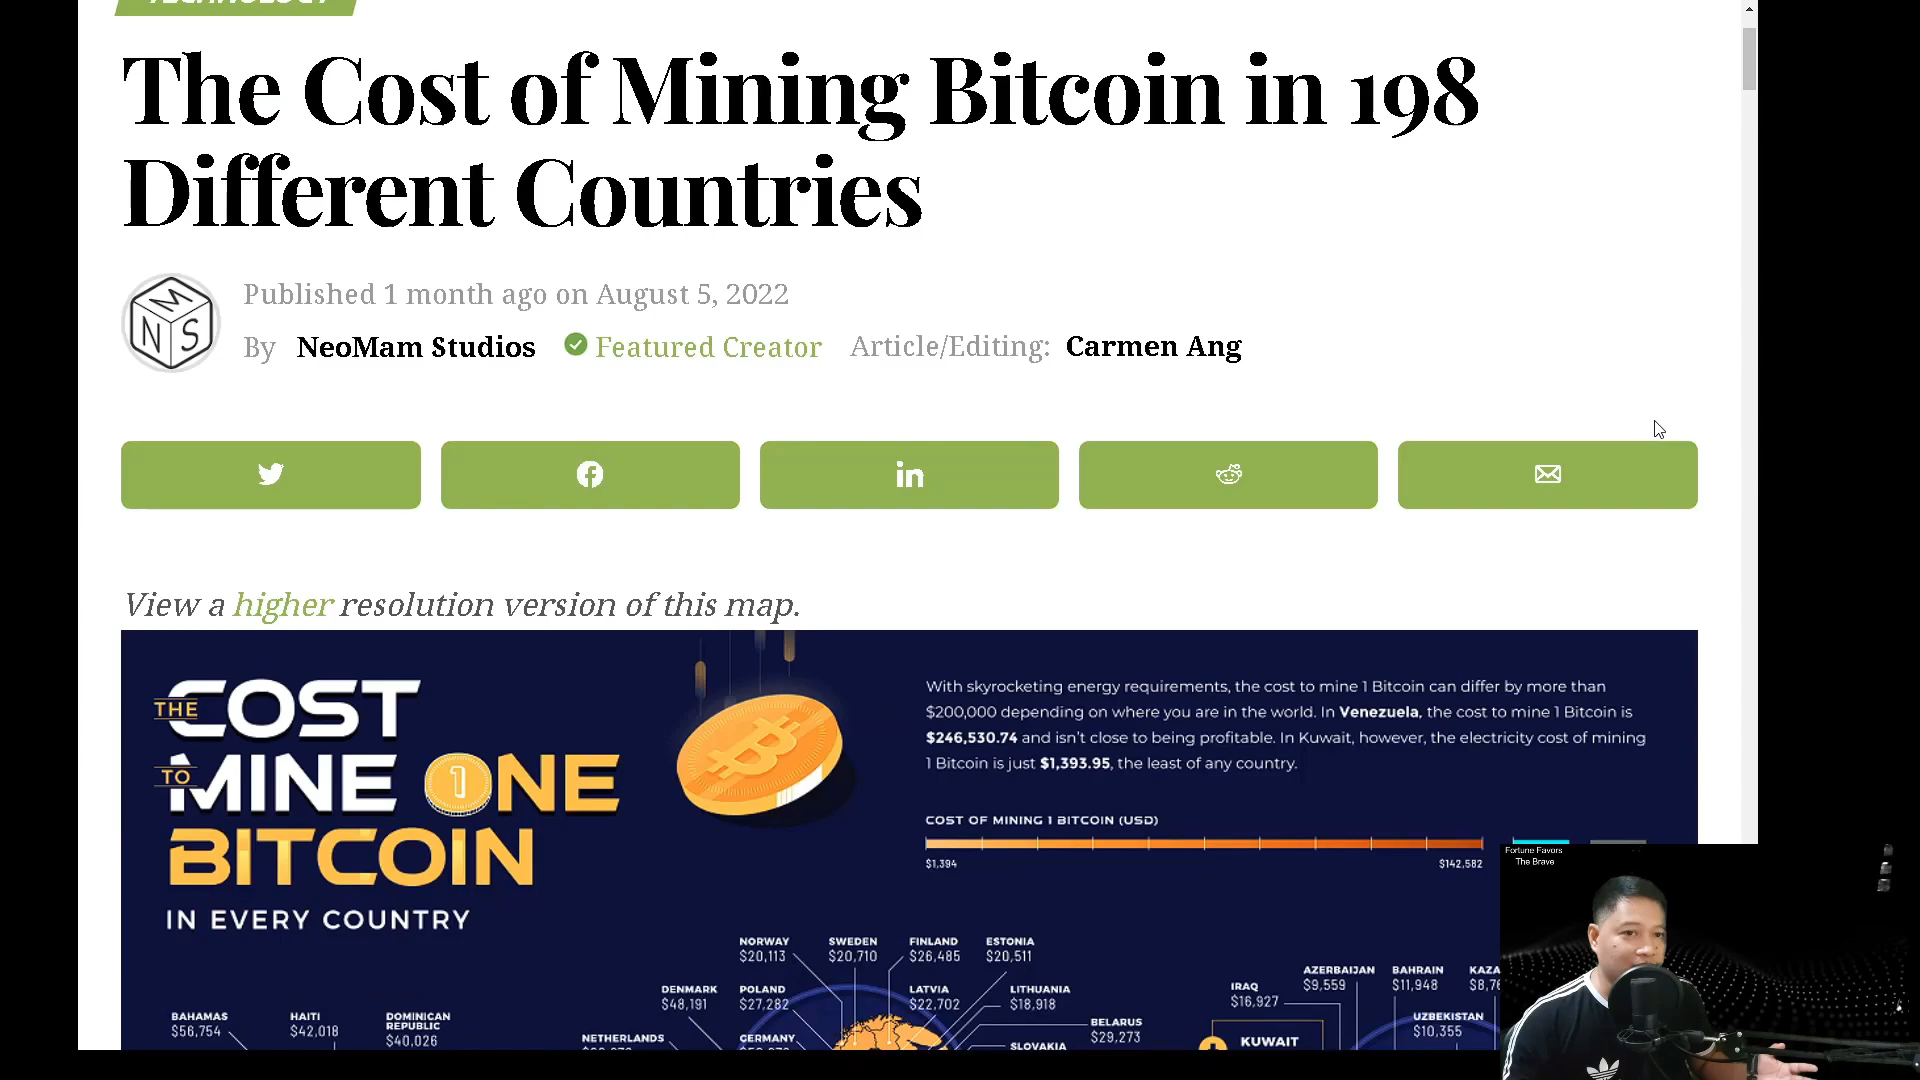 TECHNOLOGY
The Cost of Mining Bitcoin in 198
Different Countries
Published 1 month ago on August 5, 2022
By NeoMam Studios Featured Creator Article/Editing: Carmen Ang
M
N S
View a higher resolution version of this map.
THE COST
TO MINE ONE
1
BITCOIN
IN EVERY COUNTRY
With skyrocketing energy requirements, the cost to mine 1 Bitcoin can differ by more than
$200,000 depending on where you are in the world. In Venezuela, the cost to mine 1 Bitcoin is
$246,530.74 and isn't close to being profitable. In Kuwait, however, the electricity cost of mining
1 Bitcoin is just $1,393.95, the least of any country.
COST OF MINING 1 BITCOIN (USD)
$1,394 $142,582
Fortune Favors
The Brave
NORWAY
$20,113
SWEDEN
$20,710
FINLAND
$26,485
ESTONIA
$20,511
DENMARK
$48,191
POLAND
$27,282
LATVIA
$22,702
LITHUANIA
$18,918
BAHAMAS
$56,754
HAITI
$42,018
DOMINICAN
REPUBLIC
$40,026
NETHERLANDS
GERMANY
SLOVAKIA
BELARUS
$29,273
IRAQ
$16,927
AZERBAIJAN
$9,559
BAHRAIN
$11,948
KAZA
$8,76
UZBEKISTAN
$10,355
KUWAIT